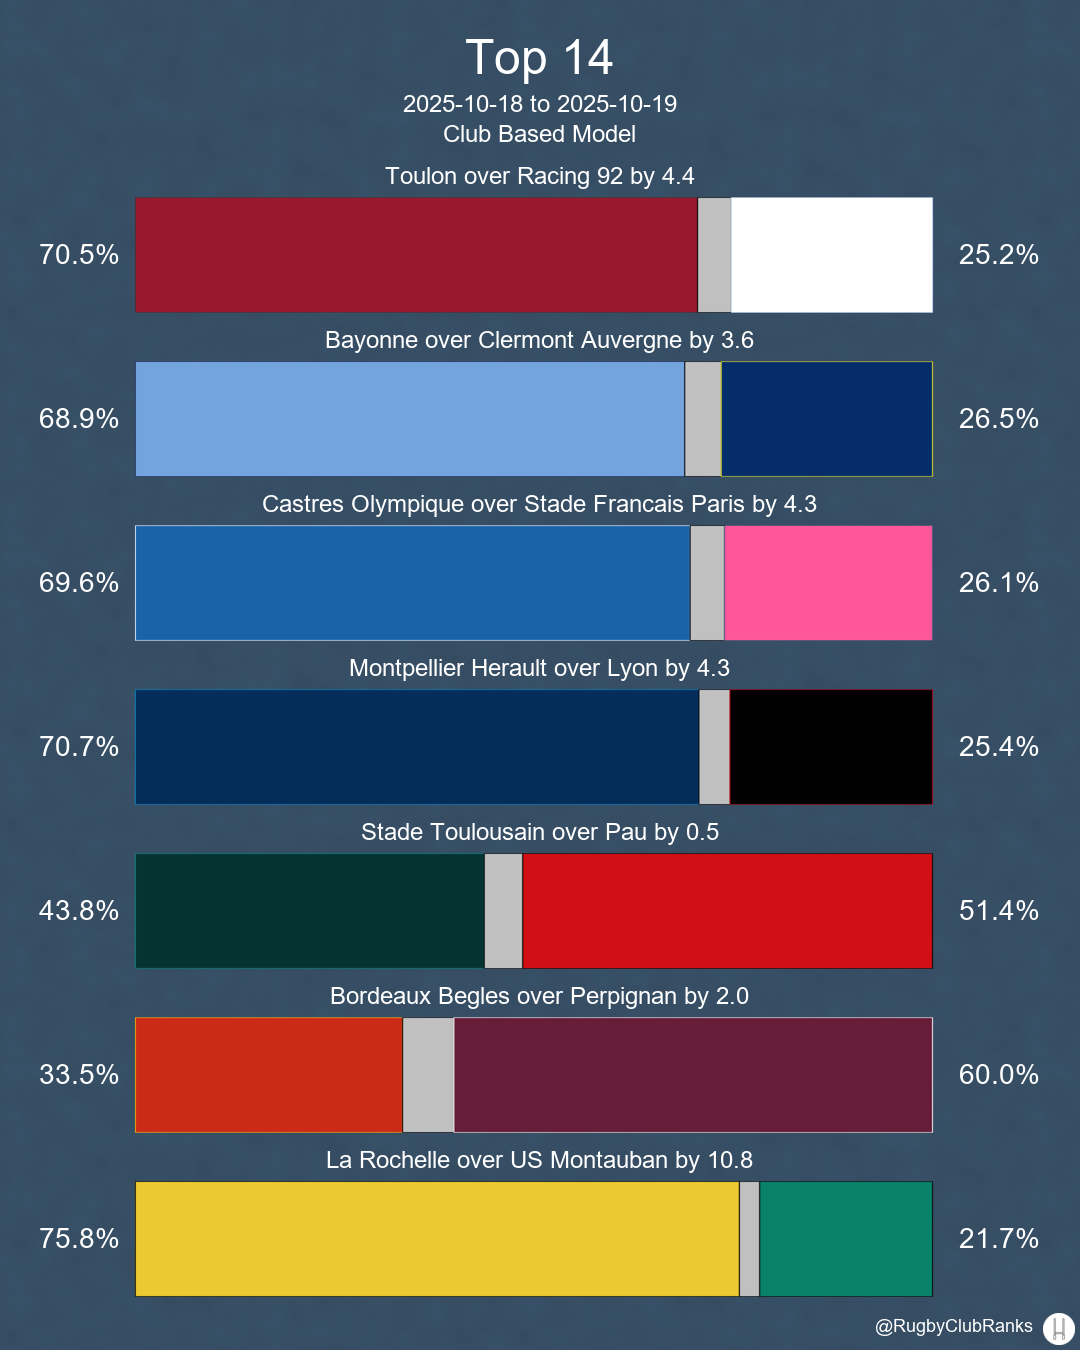 Top 14
2025-10-18 to 2025-10-19
Club Based Model
Toulon over Racing 92 by 4.4
70.5%
25.2%
Bayonne over Clermont Auvergne by 3.6
68.9%
26.5%
Castres Olympique over Stade Francais Paris by 4.3
69.6%
26.1%
Montpellier Herault over Lyon by 4.3
70.7%
25.4%
Stade Toulousain over Pau by 0.5
43.8%
51.4%
Bordeaux Begles over Perpignan by 2.0
33.5%
60.0%
La Rochelle over US Montauban by 10.8
75.8%
21.7%
@RugbyClubRanks